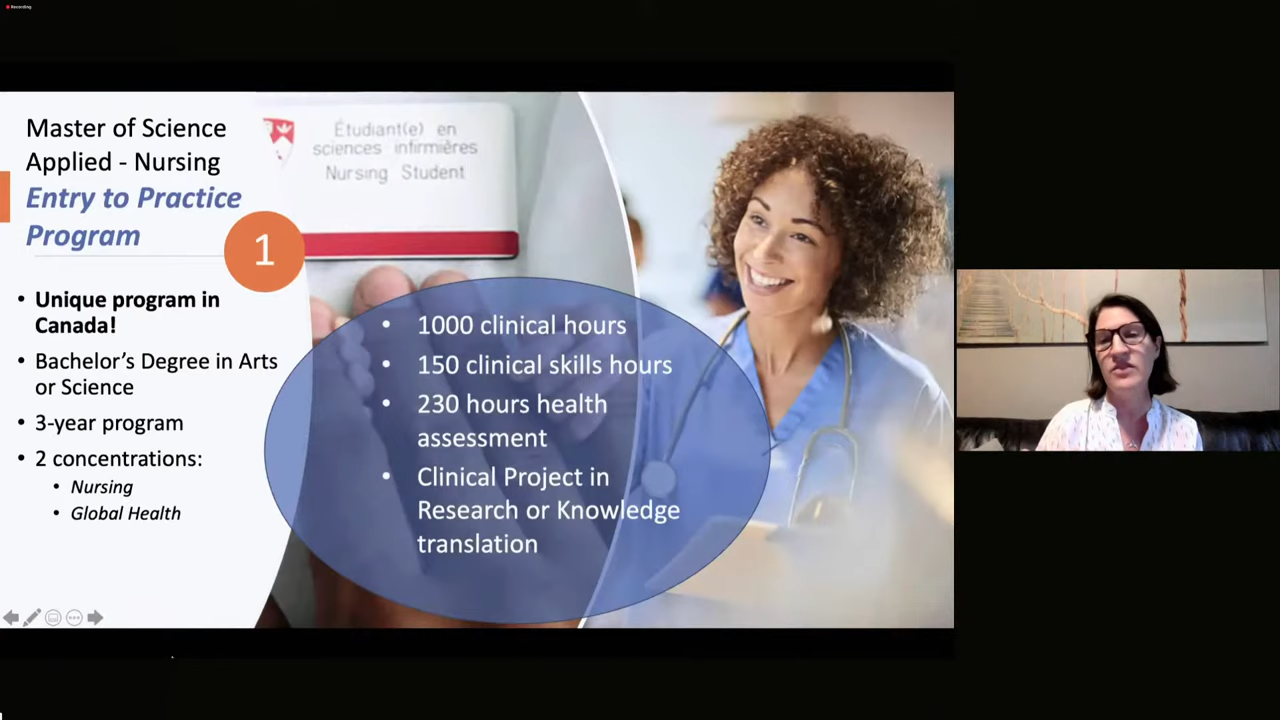 Recording
Master of Science
Applied - Nursing
Entry to Practice
Program
1
• Unique program in
Canada!
• Bachelor's Degree in Arts
or Science
• 3-year program
• 2 concentrations:
• Nursing
• Global Health
Étudiant(e) en
sciences infirmières
Nursing Student
• 1000 clinical hours
• 150 clinical skills hours
• 230 hours health
assessment
• Clinical Project in
Research or Knowledge
translation